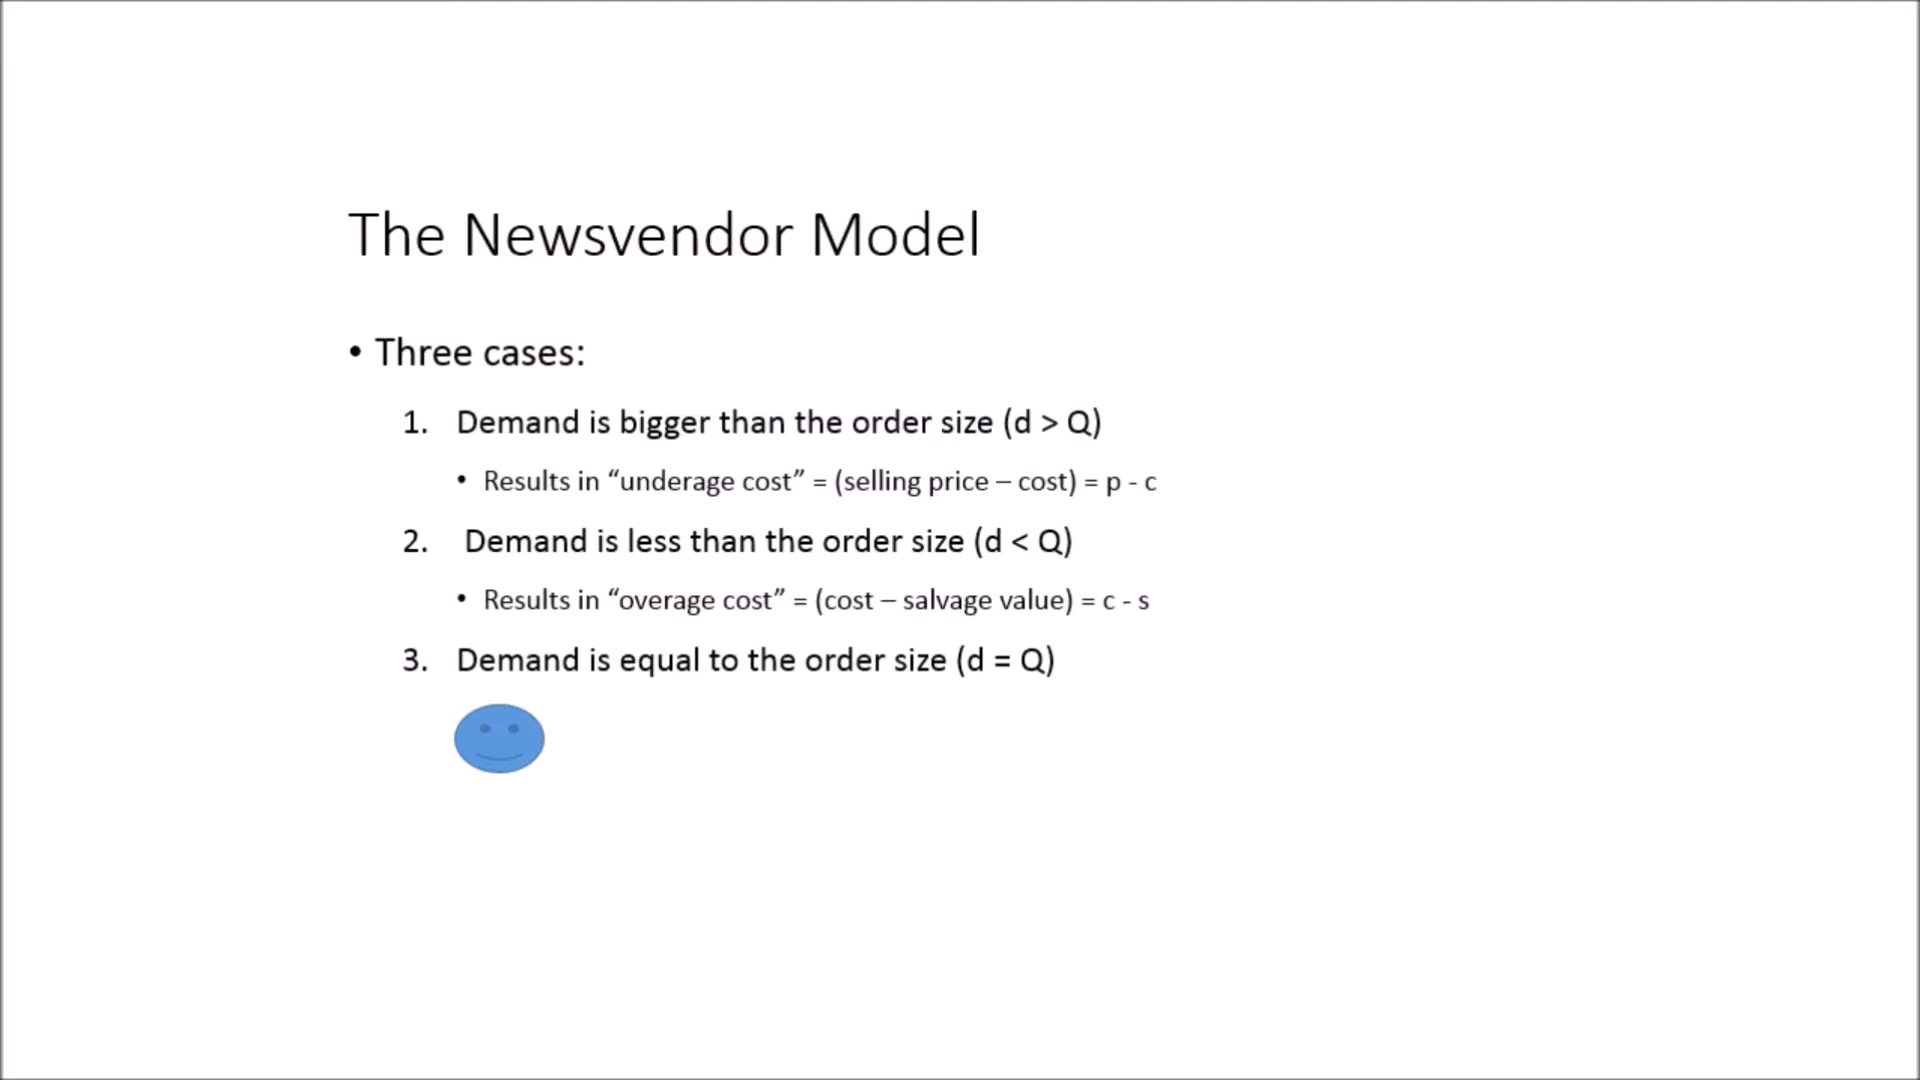 The Newsvendor Model
• Three cases:
1. Demand is bigger than the order size (d > Q)
• Results in “underage cost” = (selling price – cost) = p - c
2. Demand is less than the order size (d < Q)
• Results in “overage cost” = (cost – salvage value) = c - s
3. Demand is equal to the order size (d = Q)